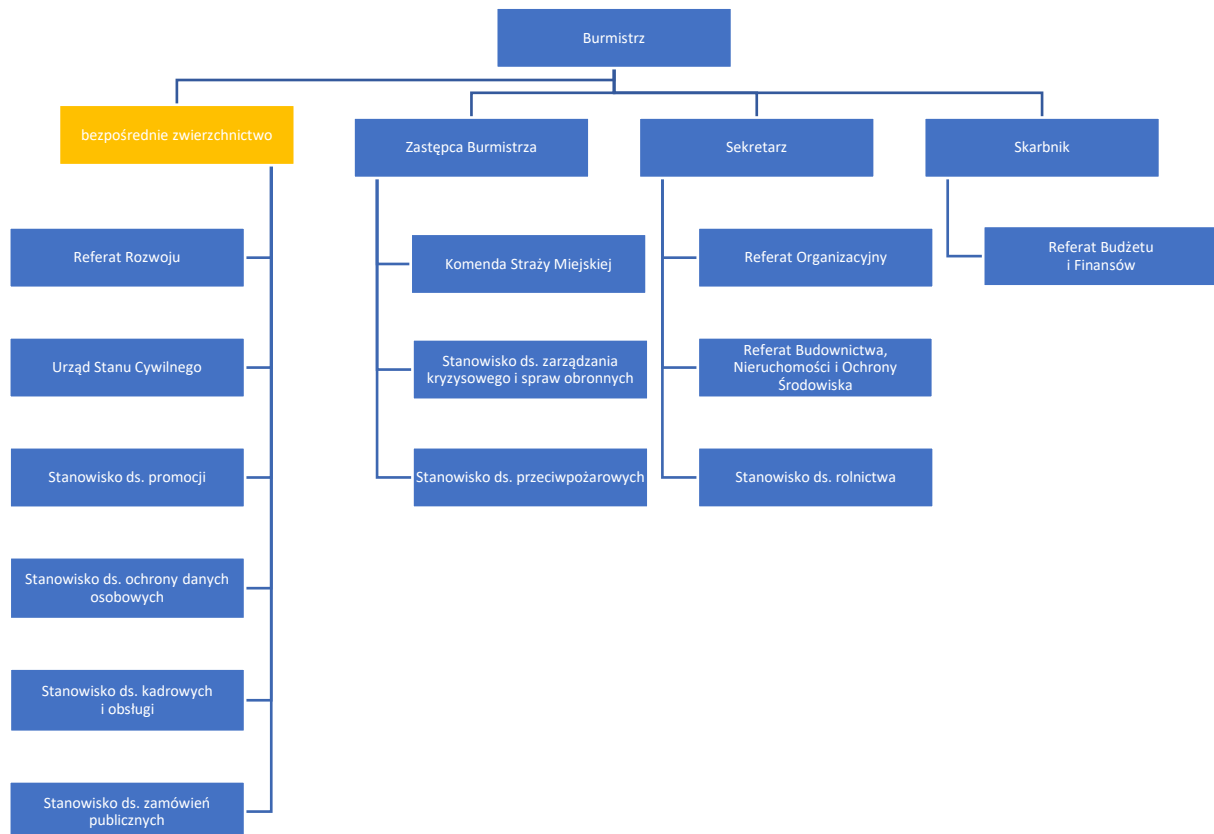 Burmistrz
bezpośrednie zwierzchnictwo
Zastępca Burmistrza
Sekretarz
Skarbnik
Referat Rozwoju
Komenda Straży Miejskiej
Referat Organizacyjny
Referat Budżetu
i Finansów
Urząd Stanu Cywilnego
Stanowisko ds. zarządzania
kryzysowego i spraw obronnych
Referat Budownictwa,
Nieruchomości i Ochrony
Środowiska
Stanowisko ds. promocji
Stanowisko ds. przeciwpożarowych
Stanowisko ds. rolnictwa
Stanowisko ds. ochrony danych
osobowych
Stanowisko ds. kadrowych
i obsługi
Stanowisko ds. zamówień
publicznych